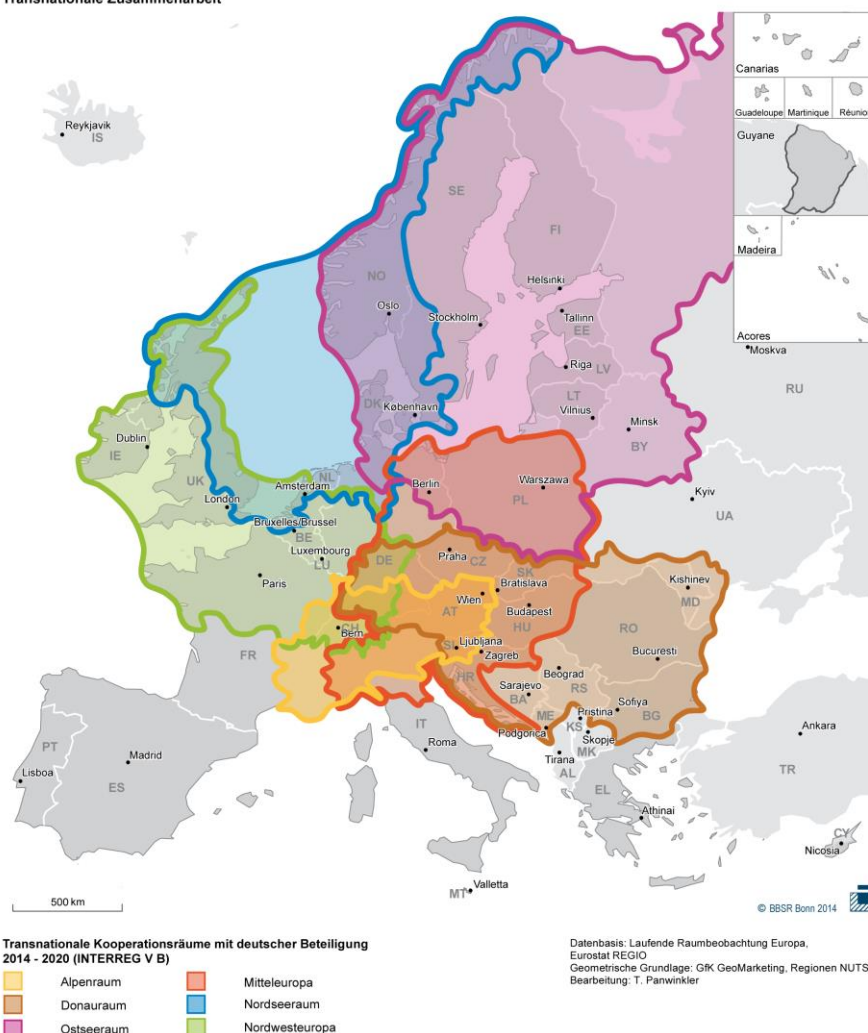 Transnationale Zusammenarbeit
Canarias
Guadeloupe Martinique Réunion
Guyane
Madeira
Acores
Reykjavik
IS
SE
FI
NO
Helsinki
Oslo
Tallinn
Stockholm
EE
Moskva
Riga
LV
RU
LT
DK
Vilnius
København
Minsk
BY
Dublin
IE
NL
UK
Berlin
Warszawa
Amsterdam
PL
London
Kyiv
Bruxelles/Brussel
UA
BE
Luxembourg
DE
LU
Praha
CZ
SK
Paris
Kishinev
Wien
Bratislava
MD
AT
Budapest
CH
HU
RO
Bern
Ljubljana
SI
FR
Zagreb
Bucuresti
Beograd
HR
Sarajevo
RS
BA
Sofiya
Pristina
ME
BG
IT
KS
Podgorica
Skopje
Ankara
PT
Roma
MK
Madrid
Tirana
Lisboa
AL
TR
ES
EL
Athinai
CY
Nicosia
MT
Valletta
500 km
© BBSR Bonn 2014
Transnationale Kooperationsräume mit deutscher Beteiligung
2014 - 2020 (INTERREG V B)
Alpenraum
Mitteleuropa
Donauraum
Nordseeraum
Ostseeraum
Nordwesteuropa
Datenbasis: Laufende Raumbeobachtung Europa,
Eurostat REGIO
Geometrische Grundlage: GfK GeoMarketing, Regionen NUTS
Bearbeitung: T. Panwinkler